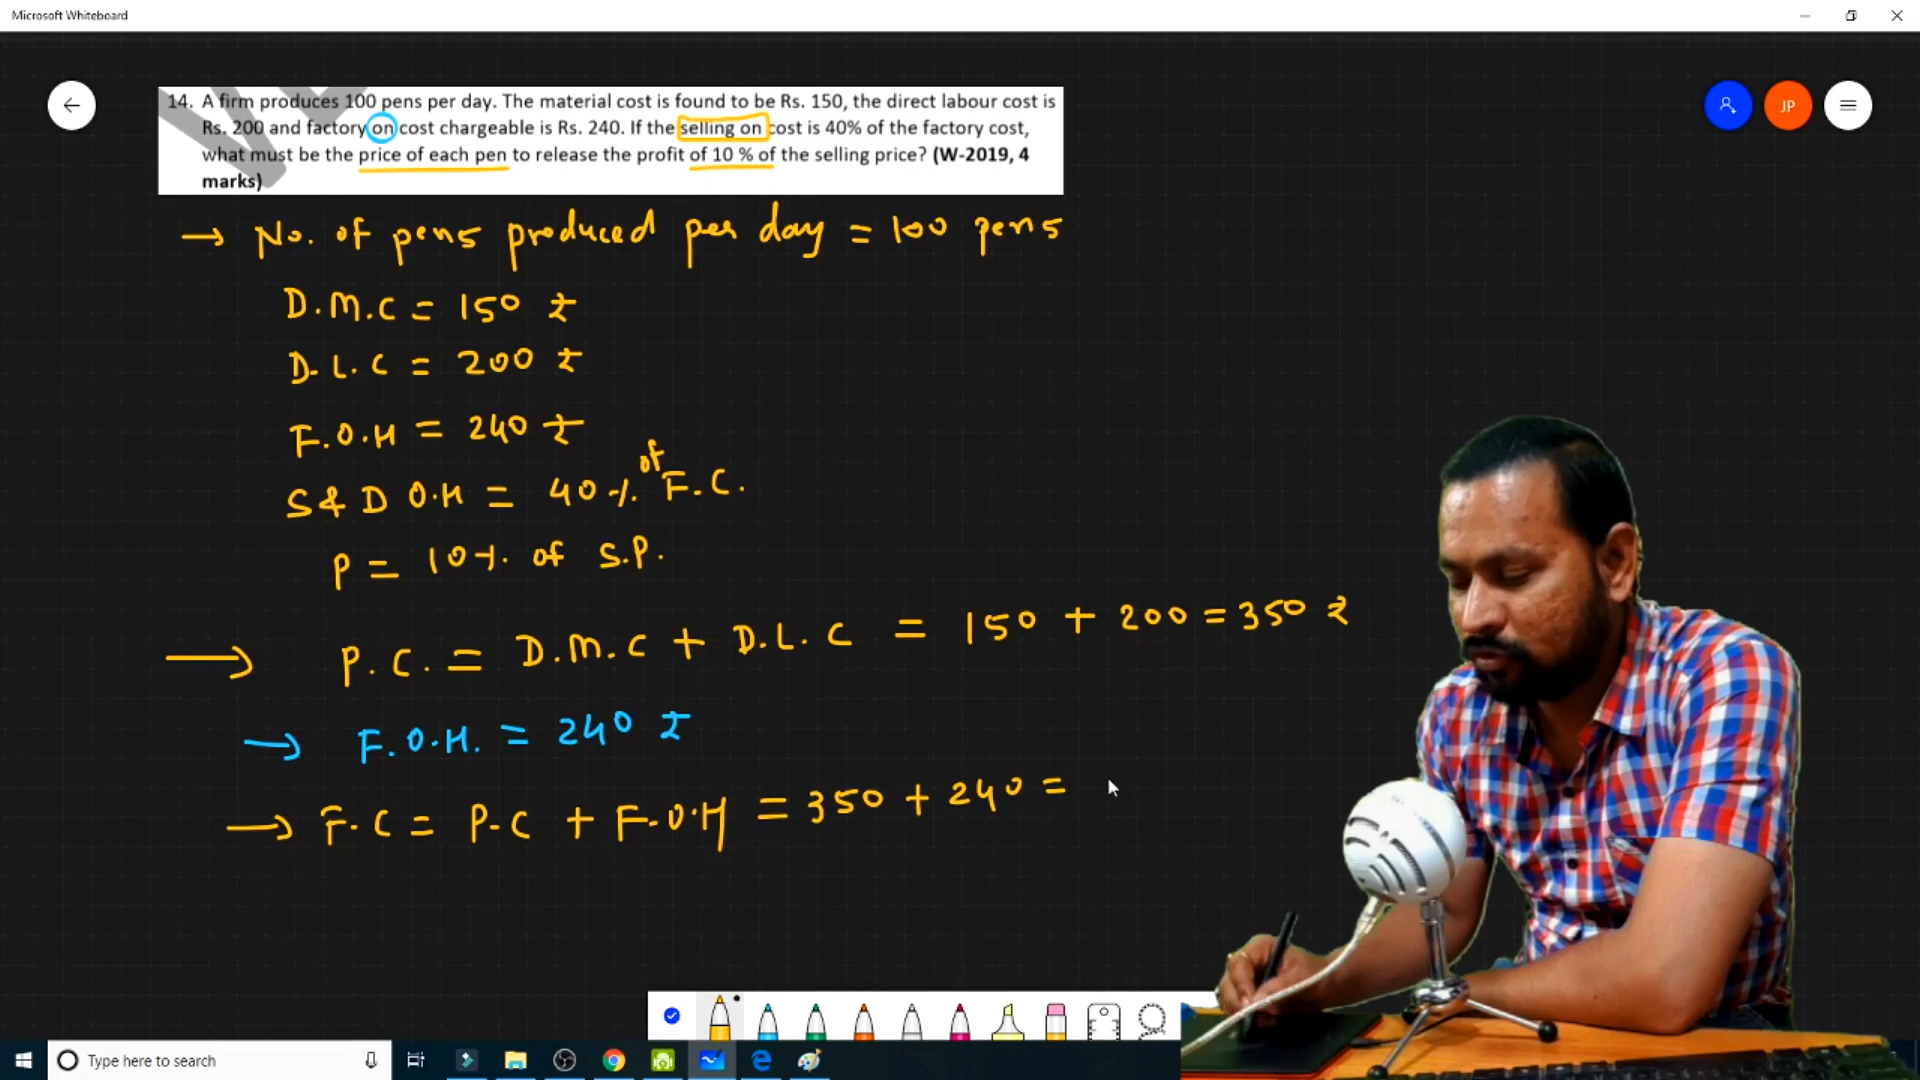 Microsoft Whiteboard
JP
14. A firm produces 100 pens per day. The material cost is found to be Rs. 150, the direct labour cost is
Rs. 200 and factory on cost chargeable is Rs. 240. If the selling on cost is 40% of the factory cost,
what must be the price of each pen to release the profit of 10 % of the selling price? (W-2019, 4
marks)
→ No. of pens produced per day = 100 pens
D.M.C = 150 ₹
D.L.C = 200 ₹
F.O.H = 240 ₹
S & D O.H = 40 % of F.C.
P = 10 % of S.P.
→ P.C. = D.M.C + D.L.C = 150 + 200 = 350 ₹
→ F.O.H. = 240 ₹
→ F.C = P.C + F.O.H = 350 + 240 =
Type here to search